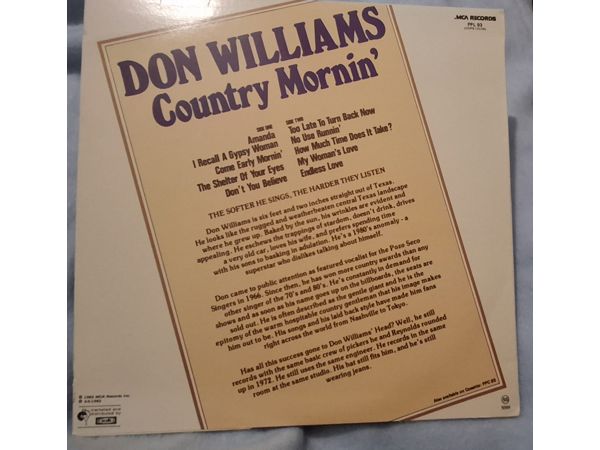 MCA RECORDS
PPL 93
DON WILLIAMS
Country Mornin'
SIDE ONE
Amanda
I Recall A Gypsy Woman
Come Early Mornin'
The Shelter Of Your Eyes
Don't You Believe
SIDE TWO
Too Late To Turn Back Now
No Use Runnin'
How Much Time Does It Take?
My Woman's Love
Endless Love
THE SOFTER HE SINGS, THE HARDER THEY LISTEN
Don Williams is six feet and two inches straight out of Texas.
He looks like the rugged and weatherbeaten central Texas landscape
where he grew up. Baked by the sun, his wrinkles are evident and
appealing. He eschews the trappings of stardom, doesn't drink, drives
a very old car, loves his wife, and prefers spending time
with his sons to basking in adulation. He's a 1980's anomaly - a
superstar who dislikes talking about himself.
Don came to public attention as featured vocalist for the Pozo Seco
Singers in 1966. Since then, he has won more country awards than any
other singer of the 70's and 80's. He's constantly in demand for
shows and as soon as his name goes up on the billboards, the seats are
sold out. He is often described as the gentle giant and he is the
epitomy of the warm hospitable country gentleman that his image makes
him out to be. His songs and his laid back style have made him fans
right across the world from Nashville to Tokyo.
Has all this success gone to Don Williams' Head? Well, he still
records with the same basic crew of pickers he and Reynolds rounded
up in 1972. He still uses the same engineer. He records in the same
room at the same studio. His hat still fits him, and he's still
wearing jeans.
Also available on Cassette: PPC 93
MCA Records Inc.
marketed and
distributed by